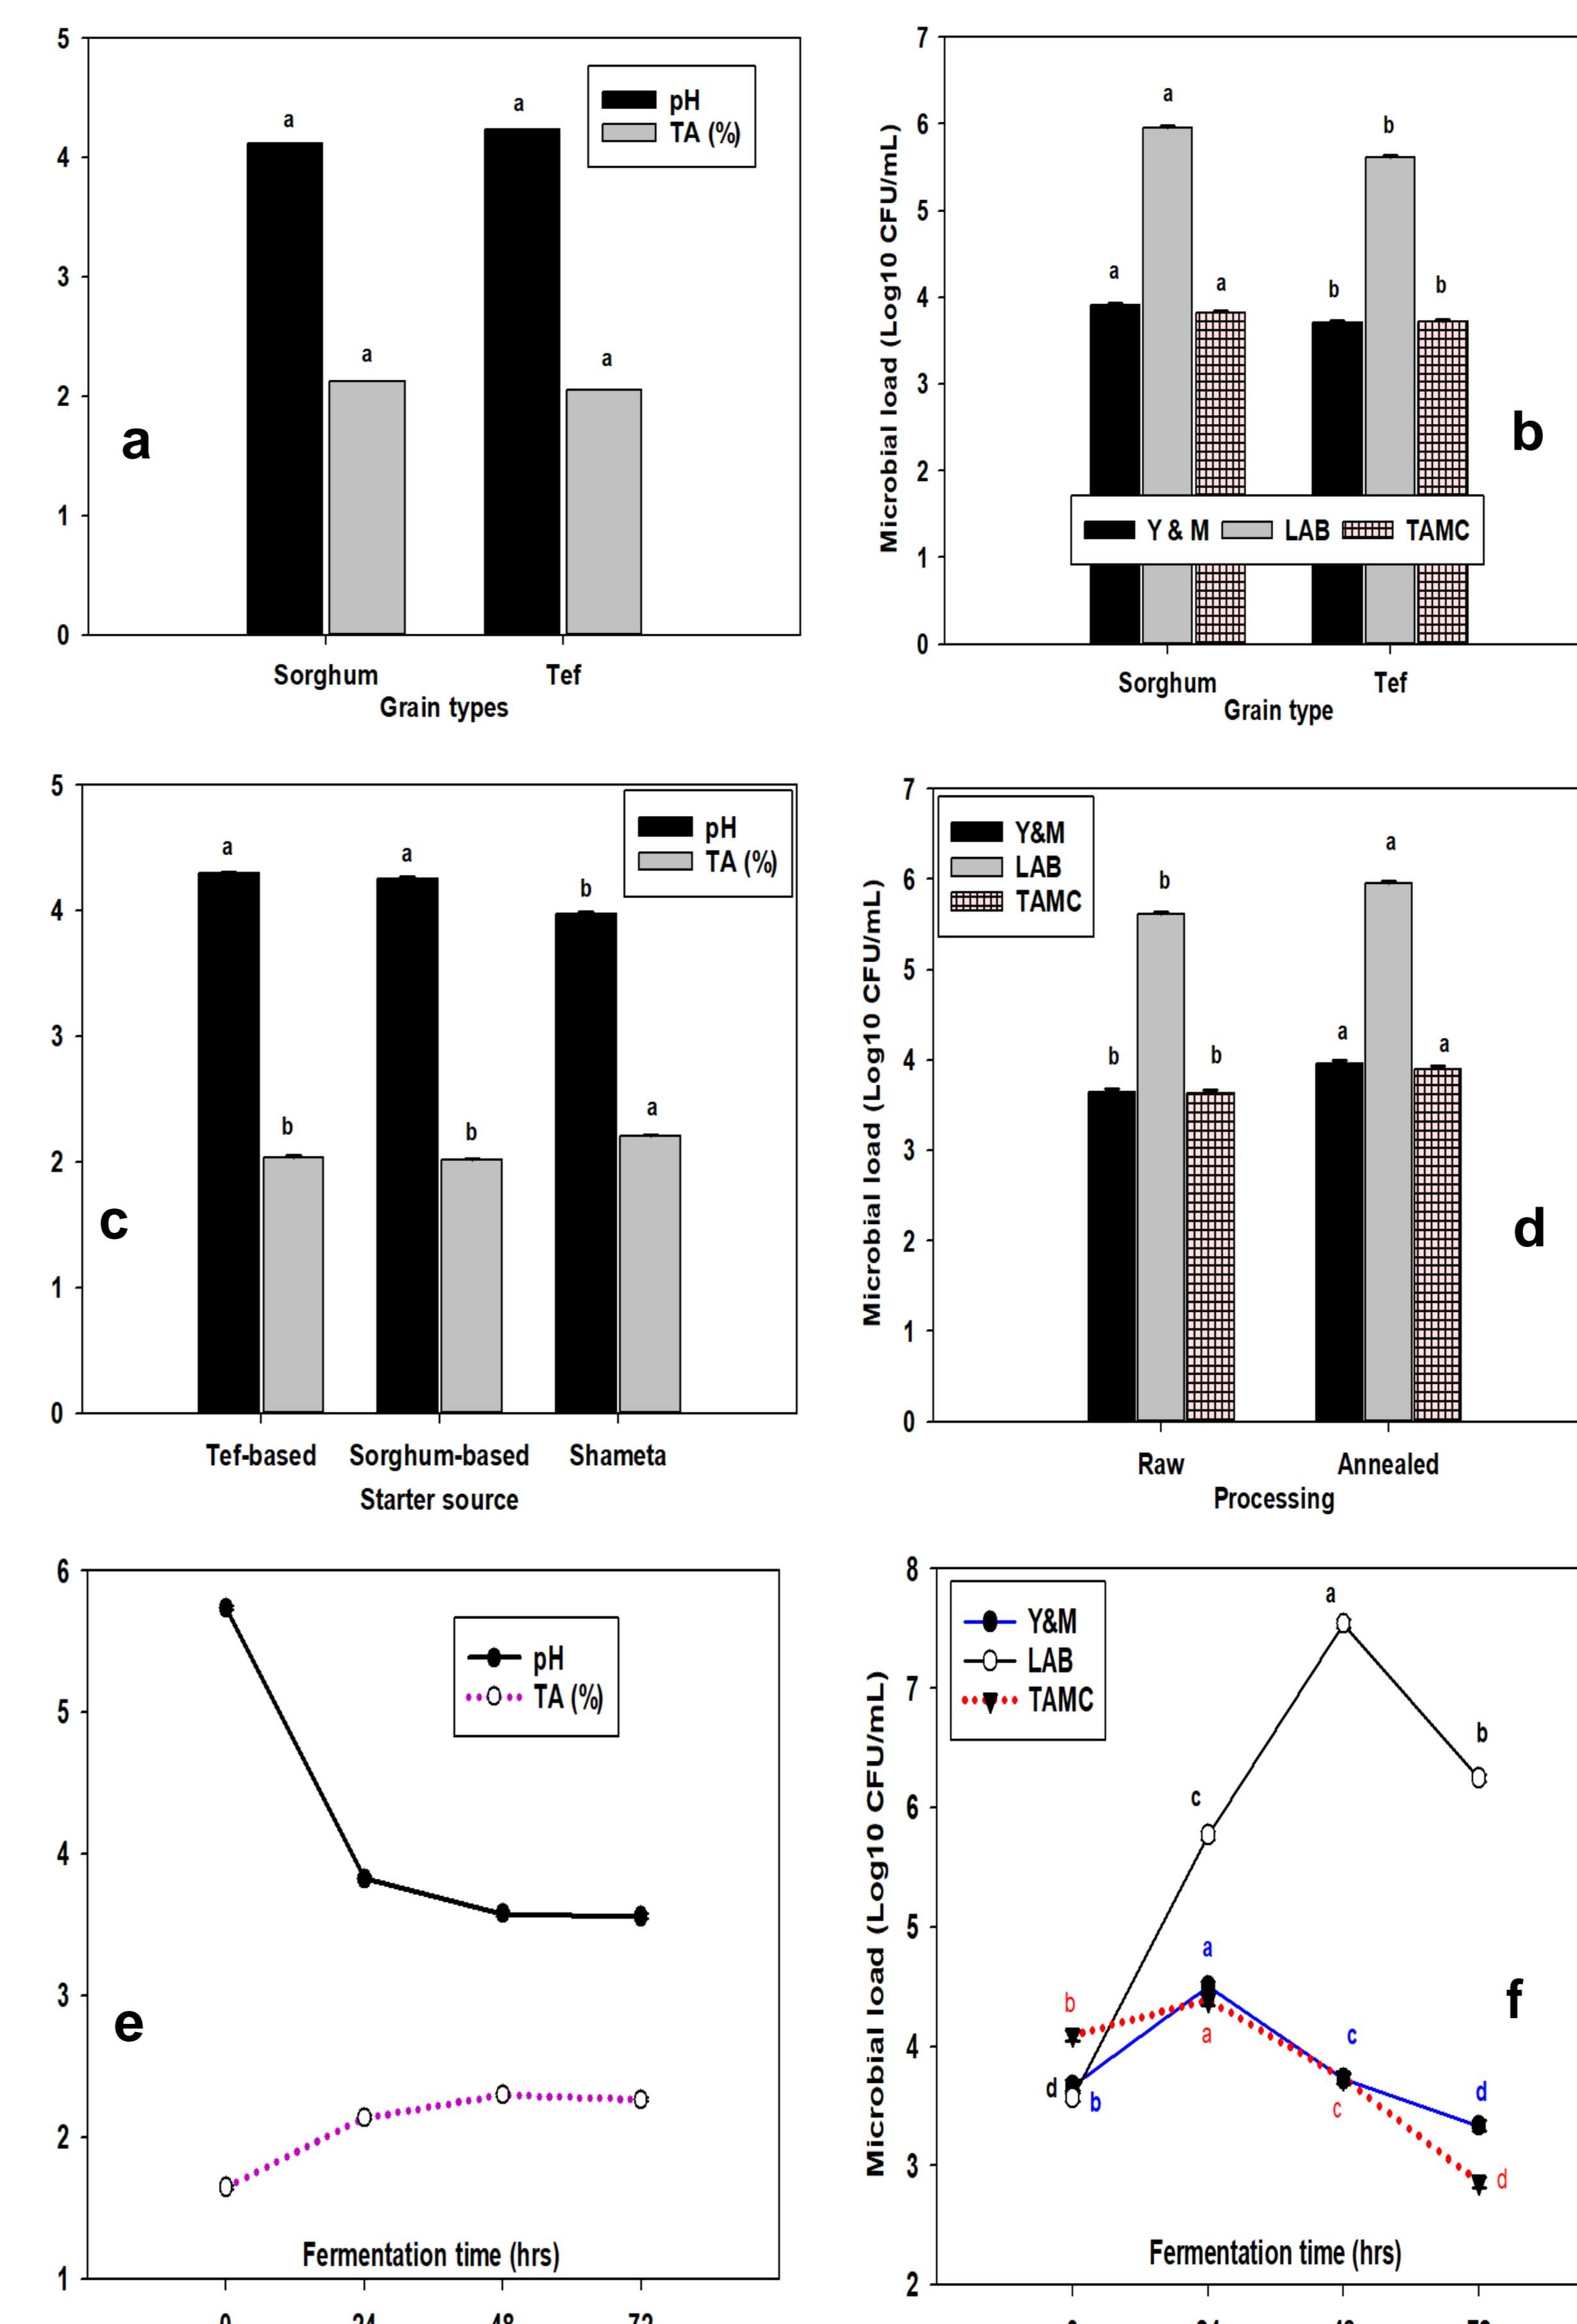 5
4
3
2
1
0
a
a
a
a
pH
TA (%)
a
Sorghum
Tef
Grain types
Microbial load (Log10 CFU/mL)
7
6
5
4
3
2
1
0
a
a
a
b
b
b
Y & M
LAB
TAMC
b
Sorghum
Tef
Grain type
5
4
3
2
1
0
a
a
b
b
b
a
pH
TA (%)
c
Tef-based
Sorghum-based
Shameta
Starter source
Microbial load (Log10 CFU/mL)
7
6
5
4
3
2
1
0
Y&M
LAB
TAMC
b
b
b
a
a
a
d
Raw
Annealed
Processing
6
5
4
3
2
1
pH
TA (%)
e
Fermentation time (hrs)
0
24
48
72
Microbial load (Log10 CFU/mL)
8
7
6
5
4
3
2
Y&M
LAB
TAMC
a
b
c
a
b
a
c
d
b
c
d
d
f
Fermentation time (hrs)